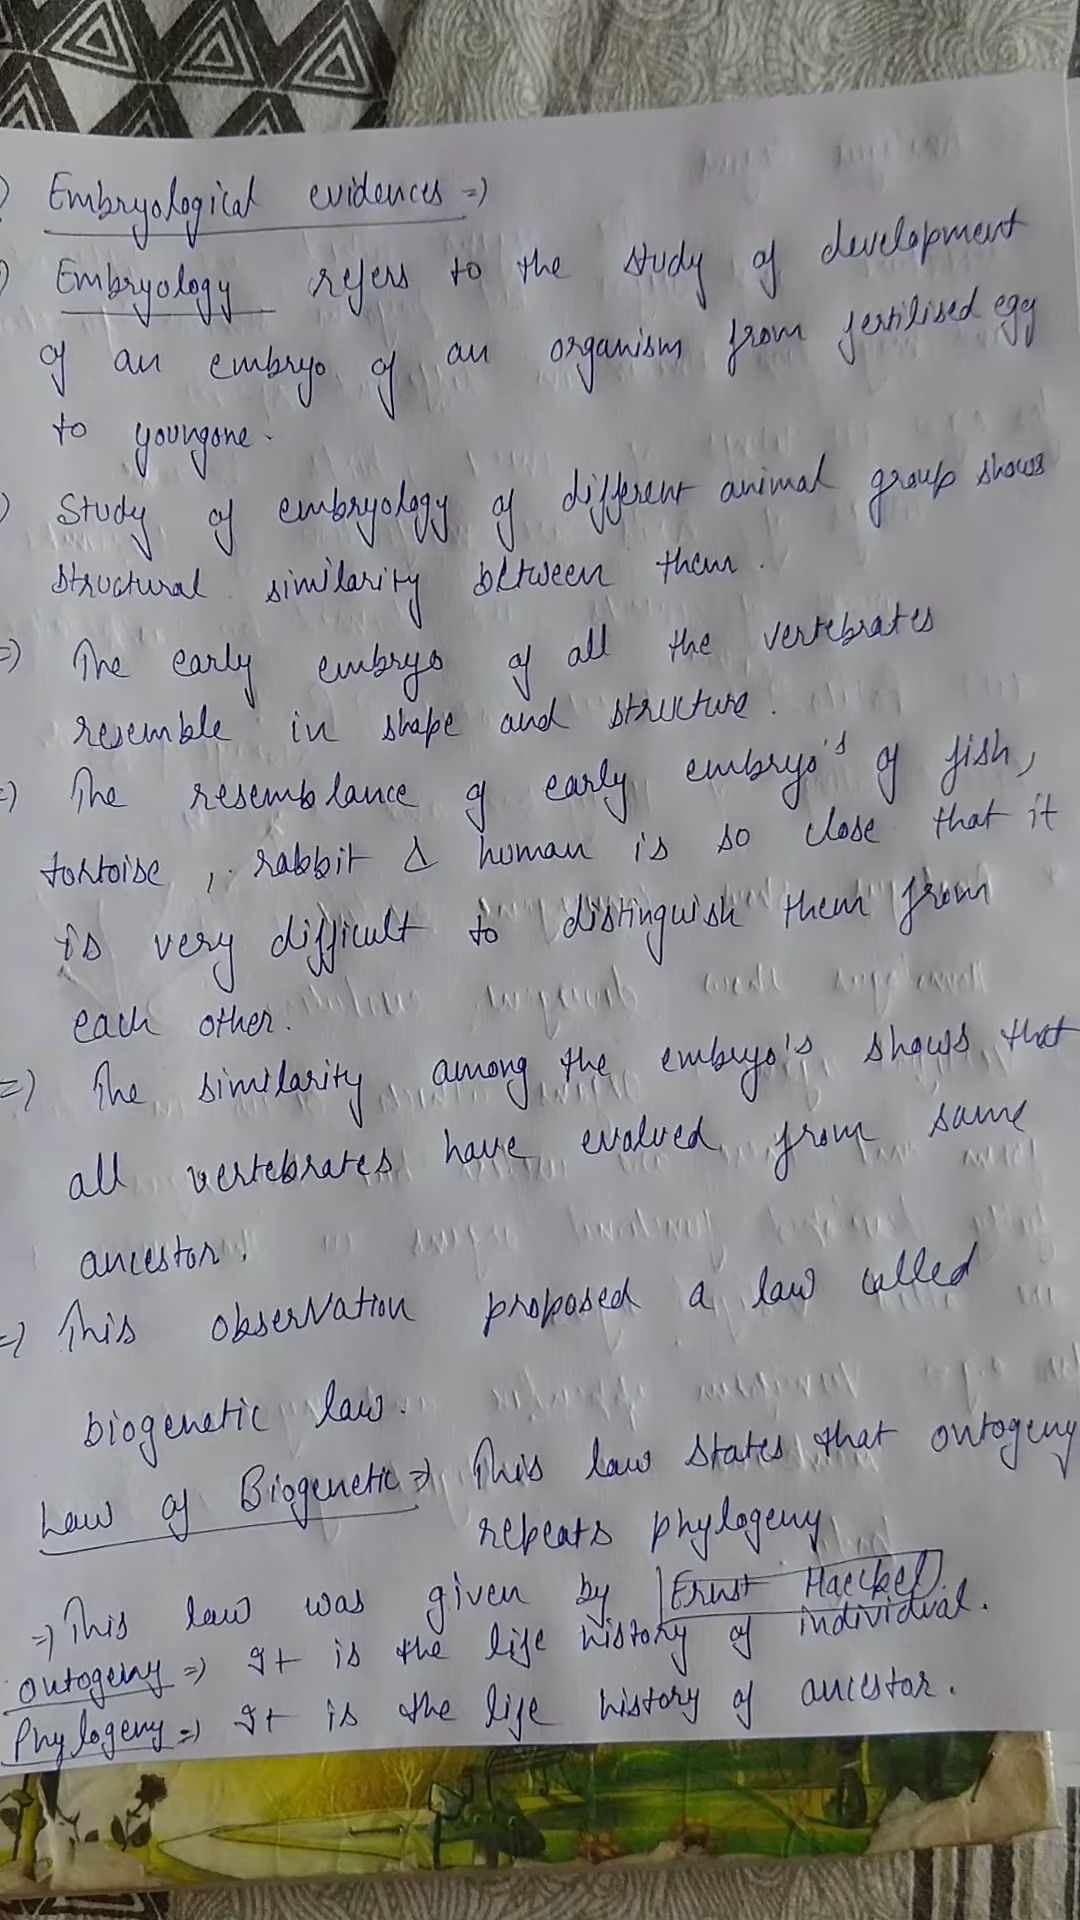 ) Embryological evidences =)
) Embryology refers to the study of development
of an embryo of an organism from fertilised egg
to youngone.
) Study of embryology of different animal group shows
structural similarity between them.
=) The early embryo of all the vertebrates
resemble in shape and structure.
=) The resemblance of early embryo's of fish,
tortoise, rabbit & human is so close that it
is very difficult to distinguish them from
each other.
=) The similarity among the embryo's shows that
all vertebrates have evolved from same
ancestor.
=) This observation proposed a law called
biogenetic law.
Law of Biogenetic =) This law states that ontogeny
repeats phylogeny
=) This law was given by Ernst Haeckel.
Ontogeny =) It is the life history of individual.
Phylogeny =) It is the life history of ancestor.